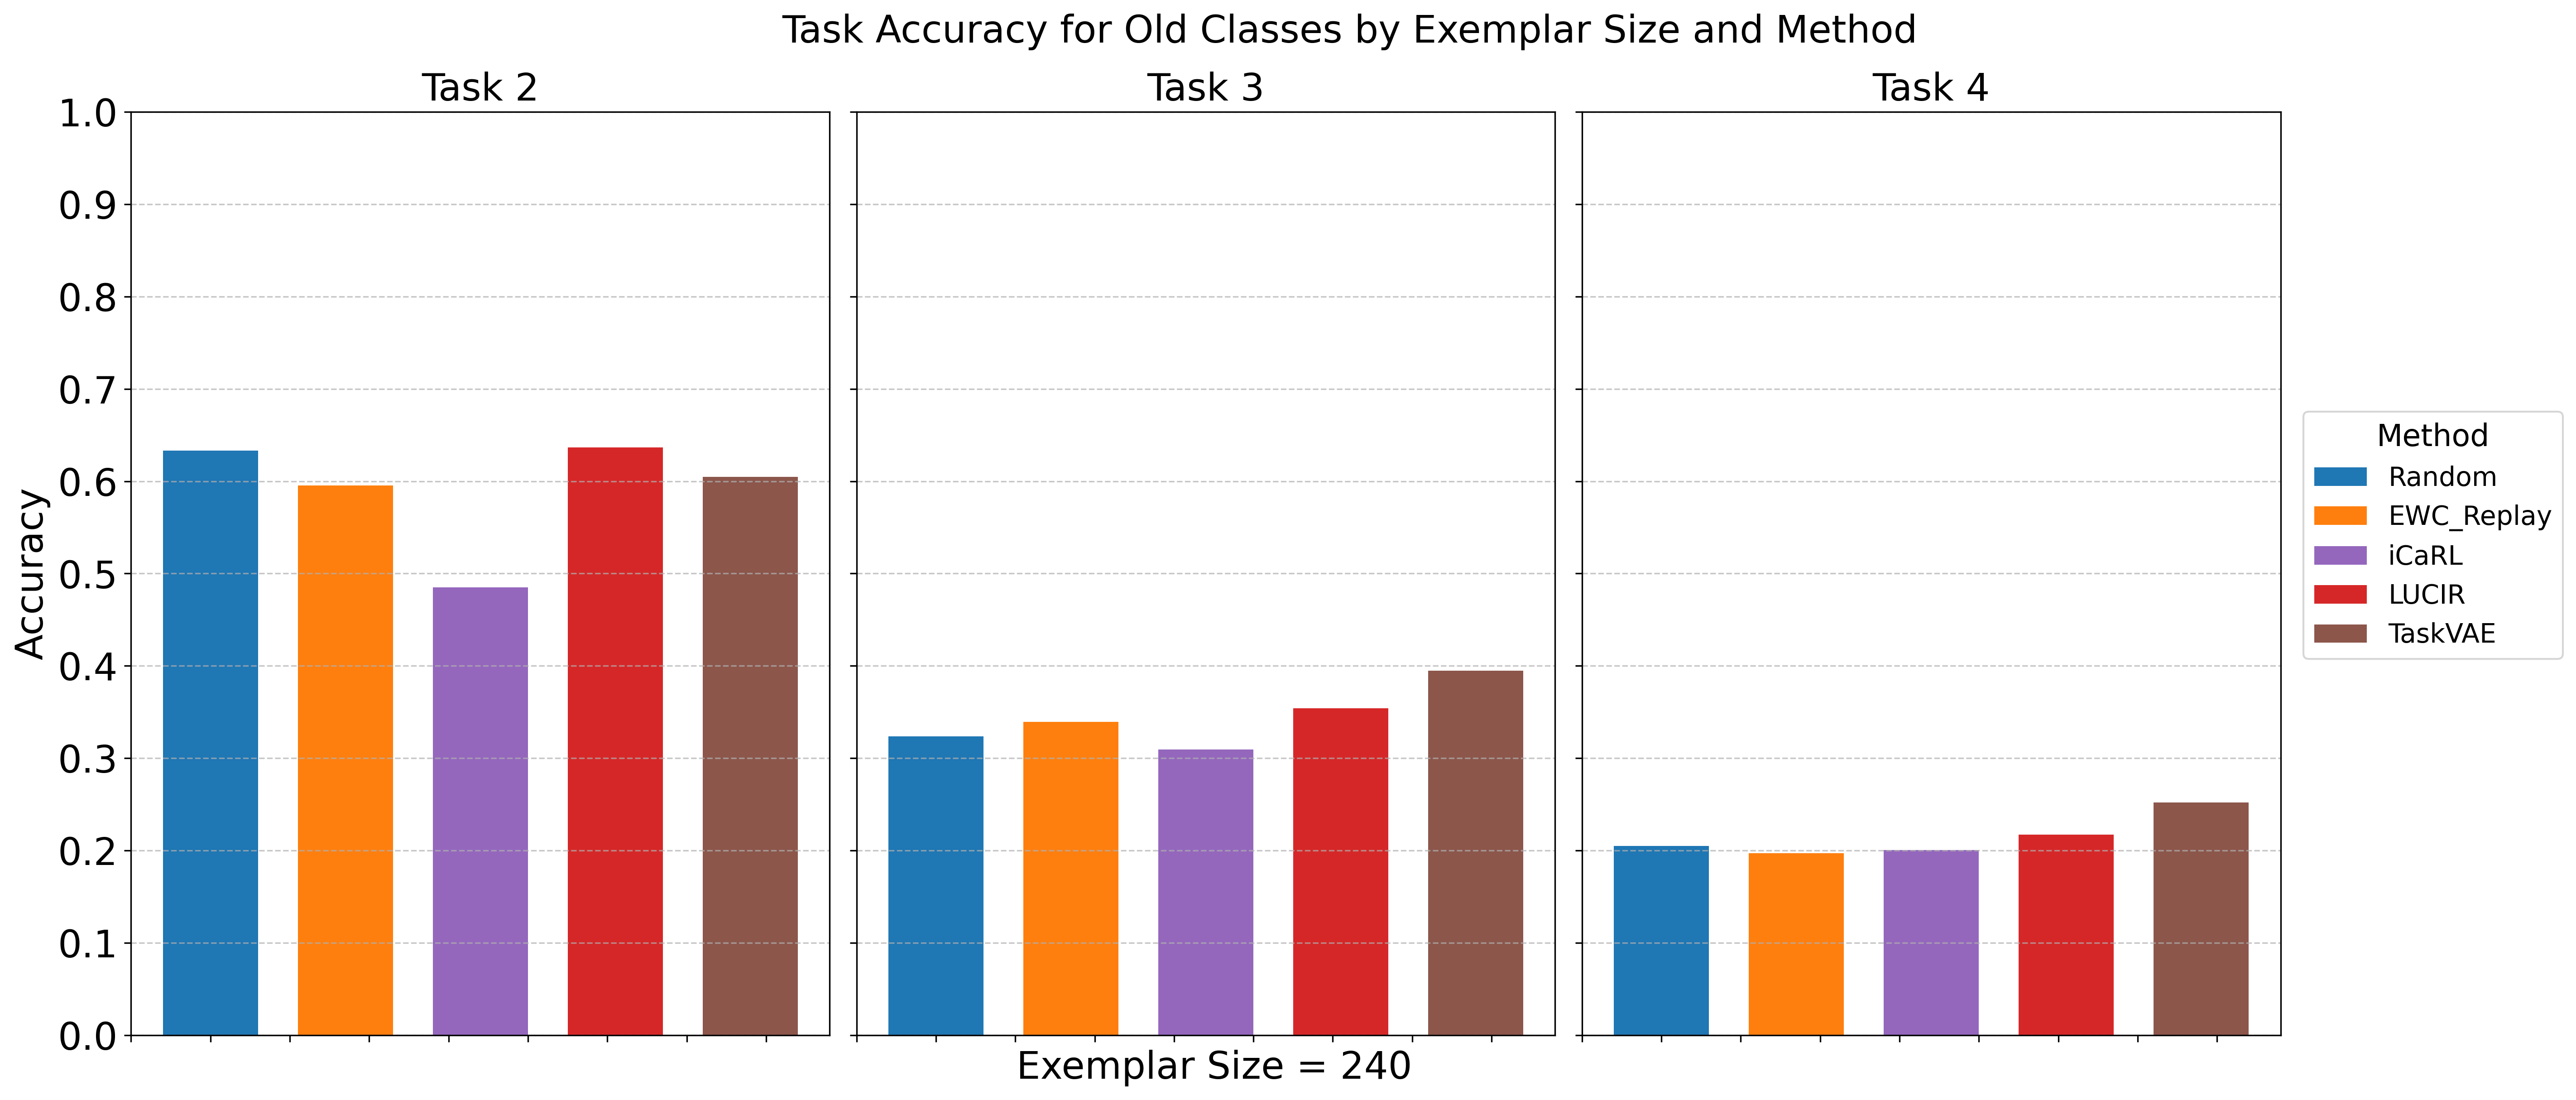 Task Accuracy for Old Classes by Exemplar Size and Method
Task 2
Task 3
Task 4
1.0
0.9
0.8
0.7
0.6
0.5
0.4
0.3
0.2
0.1
0.0
Accuracy
Exemplar Size = 240
Method
Random
EWC_Replay
iCaRL
LUCIR
TaskVAE